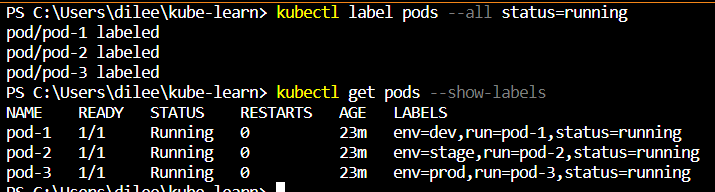 PS C:\Users\dilee\kube-learn> kubectl label pods --all status=running
pod/pod-1 labeled
pod/pod-2 labeled
pod/pod-3 labeled
PS C:\Users\dilee\kube-learn> kubectl get pods --show-labels
NAME    READY   STATUS    RESTARTS   AGE   LABELS
pod-1   1/1     Running   0          23m   env=dev,run=pod-1,status=running
pod-2   1/1     Running   0          23m   env=stage,run=pod-2,status=running
pod-3   1/1     Running   0          23m   env=prod,run=pod-3,status=running
PS C:\Users\dilee\kube-learn>